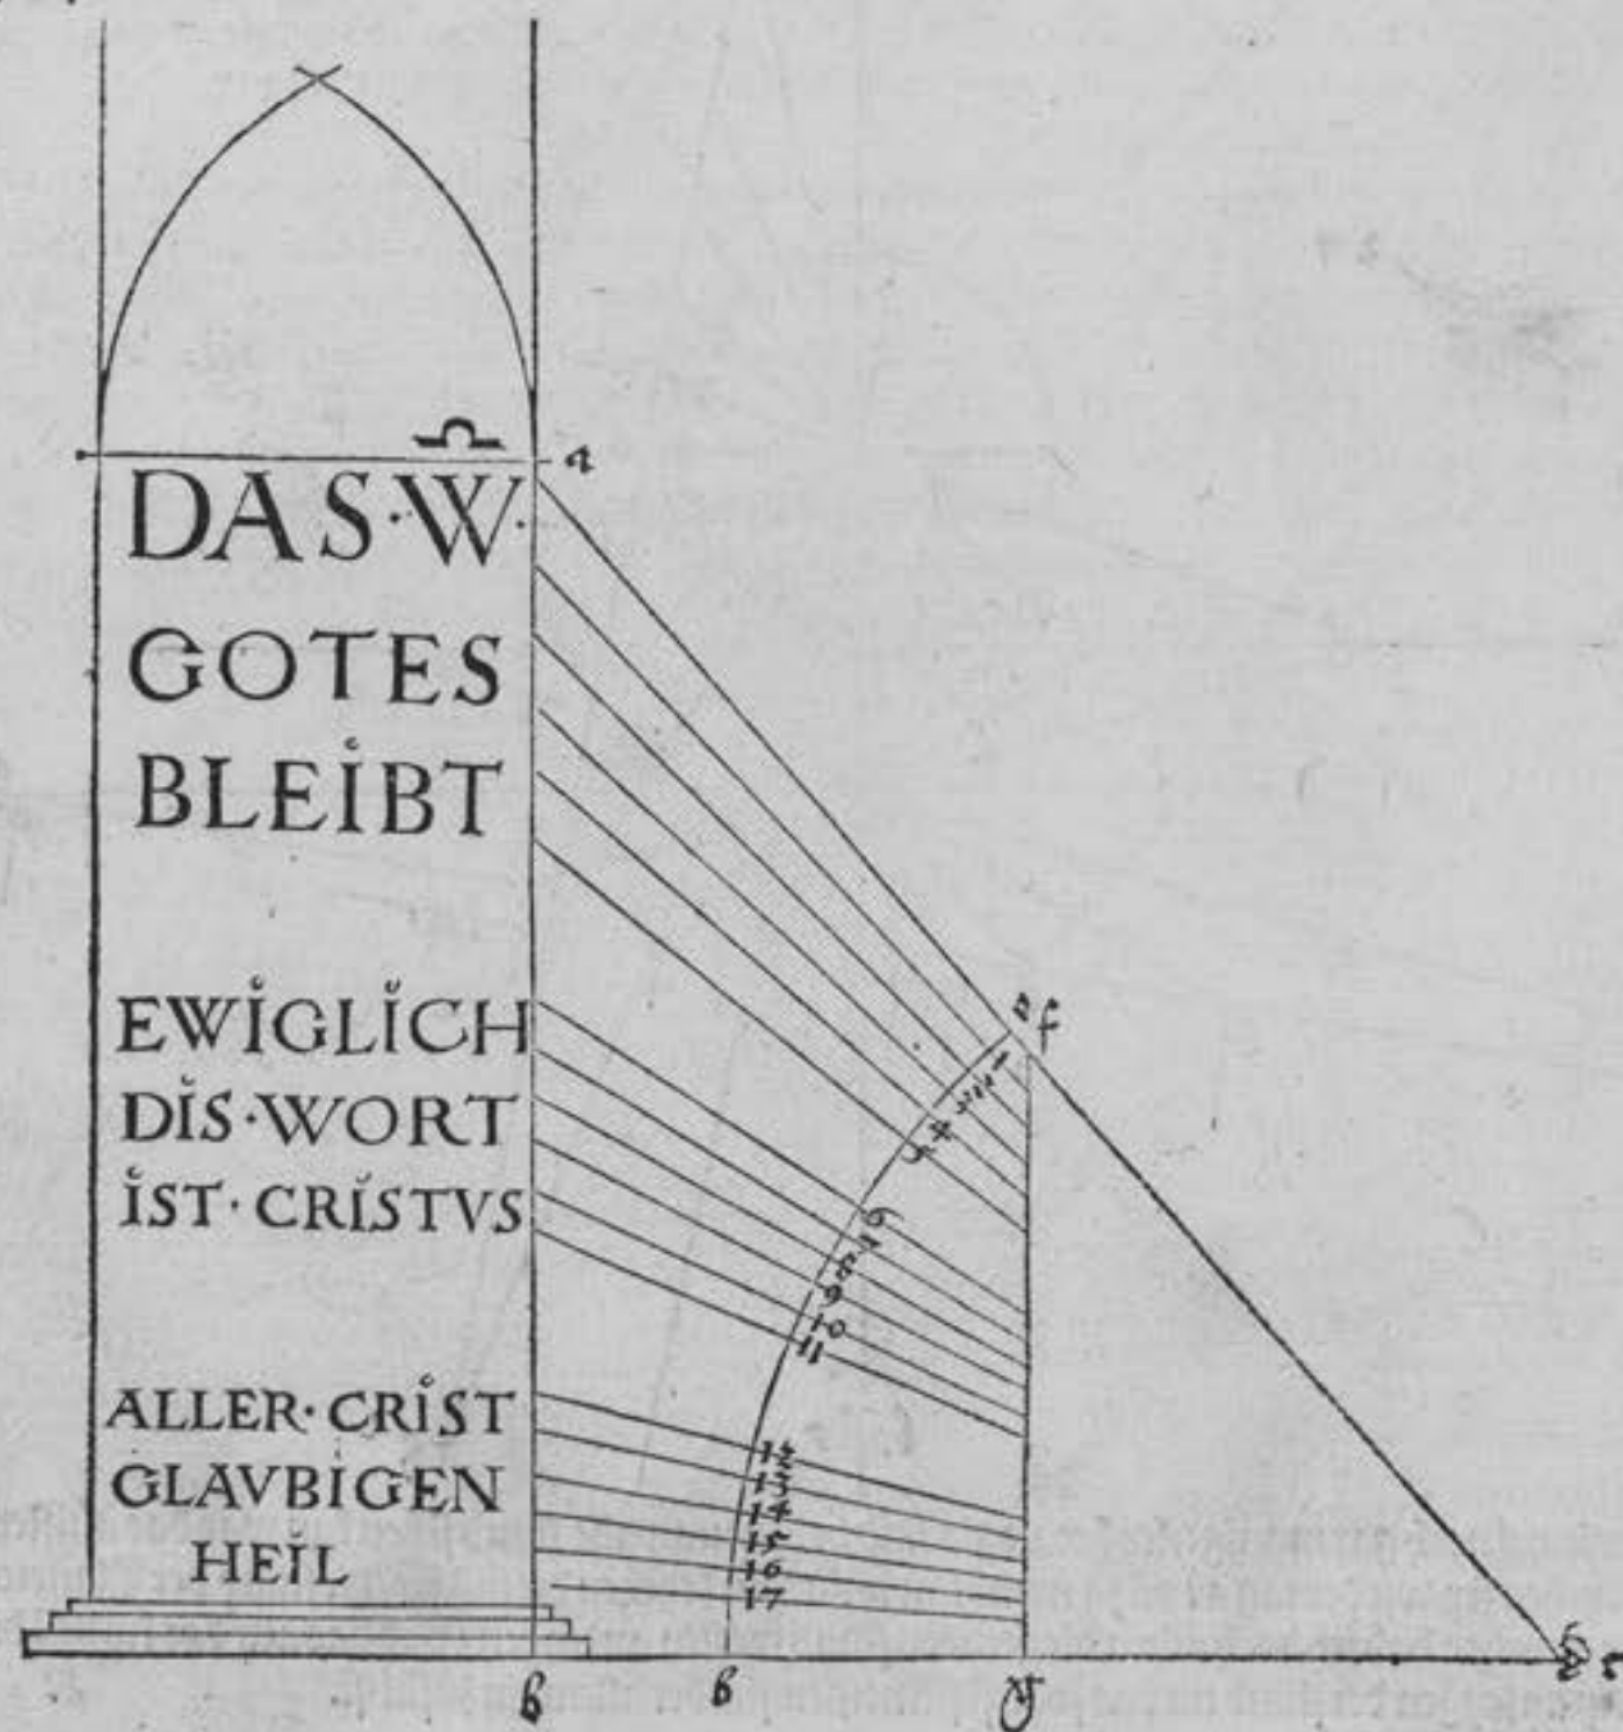 a
DAS·W·
GOTES
BLEIBT
EWIGLICH
DIS·WORT
IST·CRISTVS
ALLER·CRIST
GLAVBIGEN
HEIL
f
1
2
3
4
5
6
7
8
9
10
11
12
13
14
15
16
17
b
c